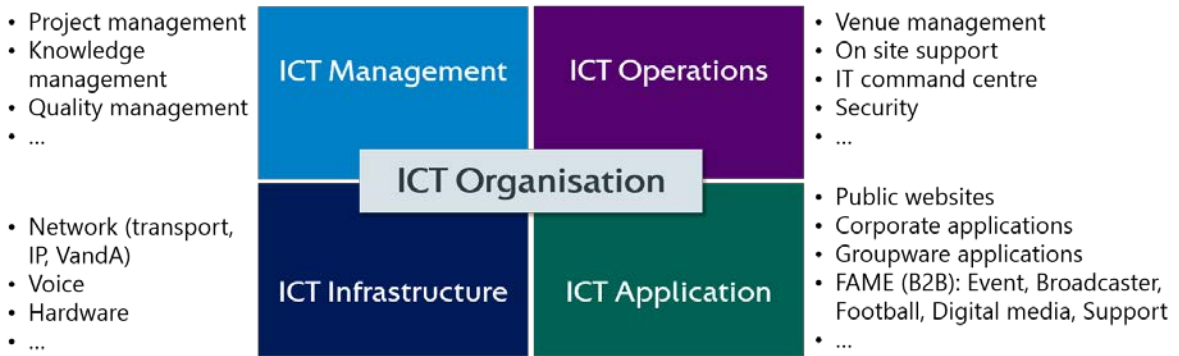 • Project management
• Knowledge
management
• Quality management
• ...
ICT Management
ICT Operations
• Venue management
• On site support
• IT command centre
• Security
• ...
ICT Organisation
• Network (transport,
IP, VandA)
• Voice
• Hardware
• ...
ICT Infrastructure
ICT Application
• Public websites
• Corporate applications
• Groupware applications
• FAME (B2B): Event, Broadcaster,
Football, Digital media, Support
• ...